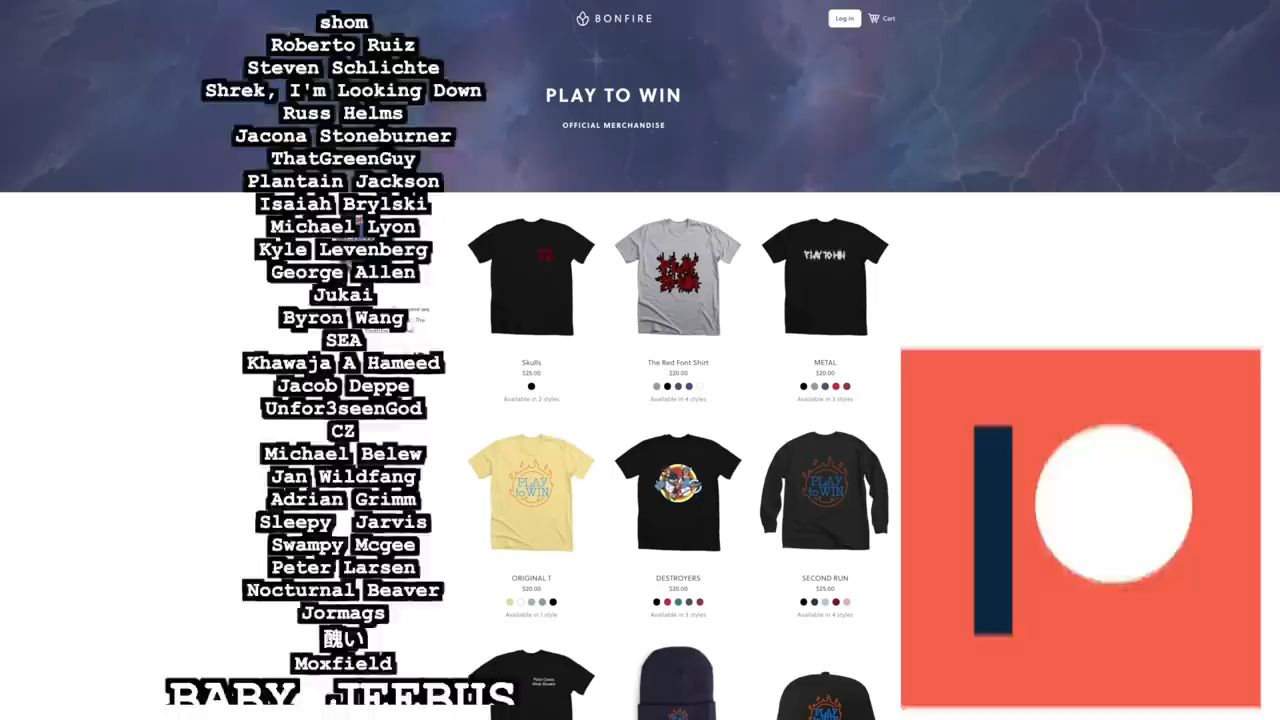 BONFIRE
Log in
Cart
PLAY TO WIN
OFFICIAL MERCHANDISE
shom
Roberto Ruiz
Steven Schlichte
Shrek, I'm Looking Down
Russ Helms
Jacona Stoneburner
ThatGreenGuy
Plantain Jackson
Isaiah Brylski
Michael Lyon
Kyle Levenberg
George Allen
Jukai
Byron Wang
SEA
Khawaja A Hameed
Jacob Deppe
Unfor3seenGod
CZ
Michael Belew
Jan Wildfang
Adrian Grimm
Sleepy Jarvis
Swampy Mcgee
Peter Larsen
Nocturnal Beaver
Jormags
醜い
Moxfield
BABY JEEBUS
PLAY TO WIN
PLAY TO WIN
Skulls
$25.00
Available in 2 styles
The Red Font Shirt
$20.00
Available in 4 styles
METAL
$20.00
Available in 3 styles
PLAY to WIN
PLAY to WIN
ORIGINAL T
$20.00
Available in 1 style
DESTROYERS
$20.00
Available in 3 styles
SECOND RUN
$25.00
Available in 4 styles